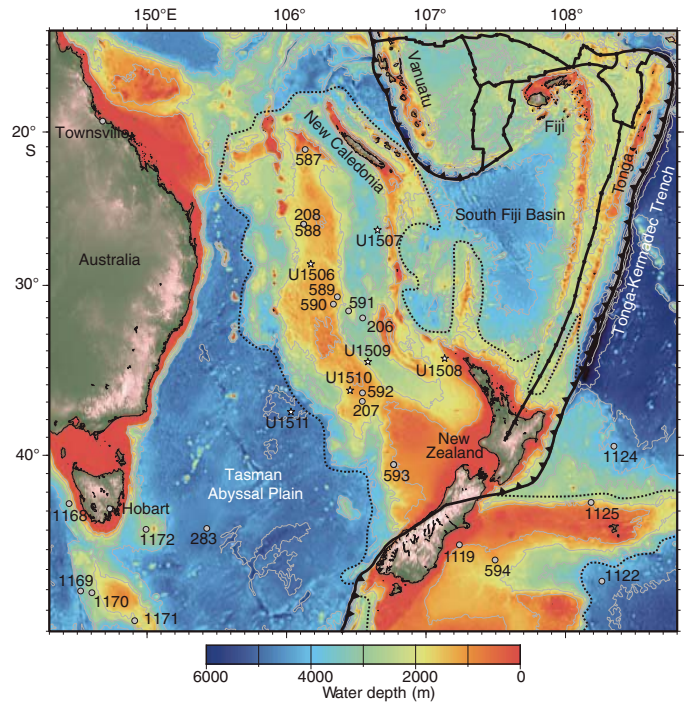 150°E
106°
107°
108°
20°
S
30°
40°
Vanuatu
Fiji
Tonga
Townsville
New Caledonia
587
Tonga-Kermadec Trench
208
588
South Fiji Basin
U1507
Australia
U1506
589
590
591
206
U1509
U1508
U1510
592
207
U1511
New
Zealand
1124
593
Tasman
Abyssal Plain
1168
Hobart
1125
1172
283
1119
594
1169
1170
1122
1171
6000
4000
2000
0
Water depth (m)